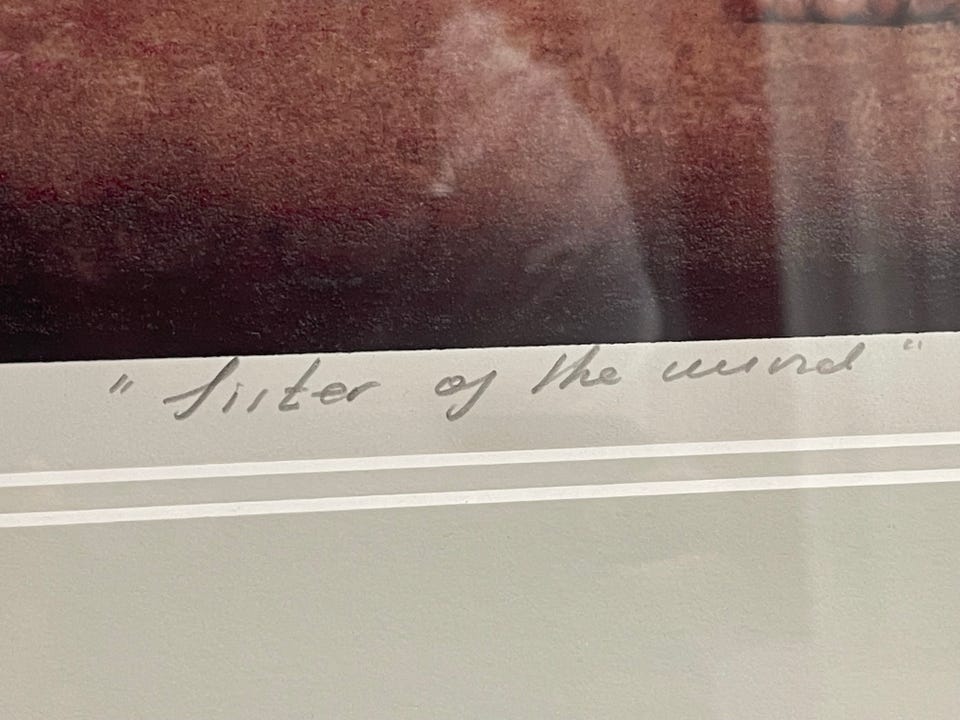 "Sister of the wind"